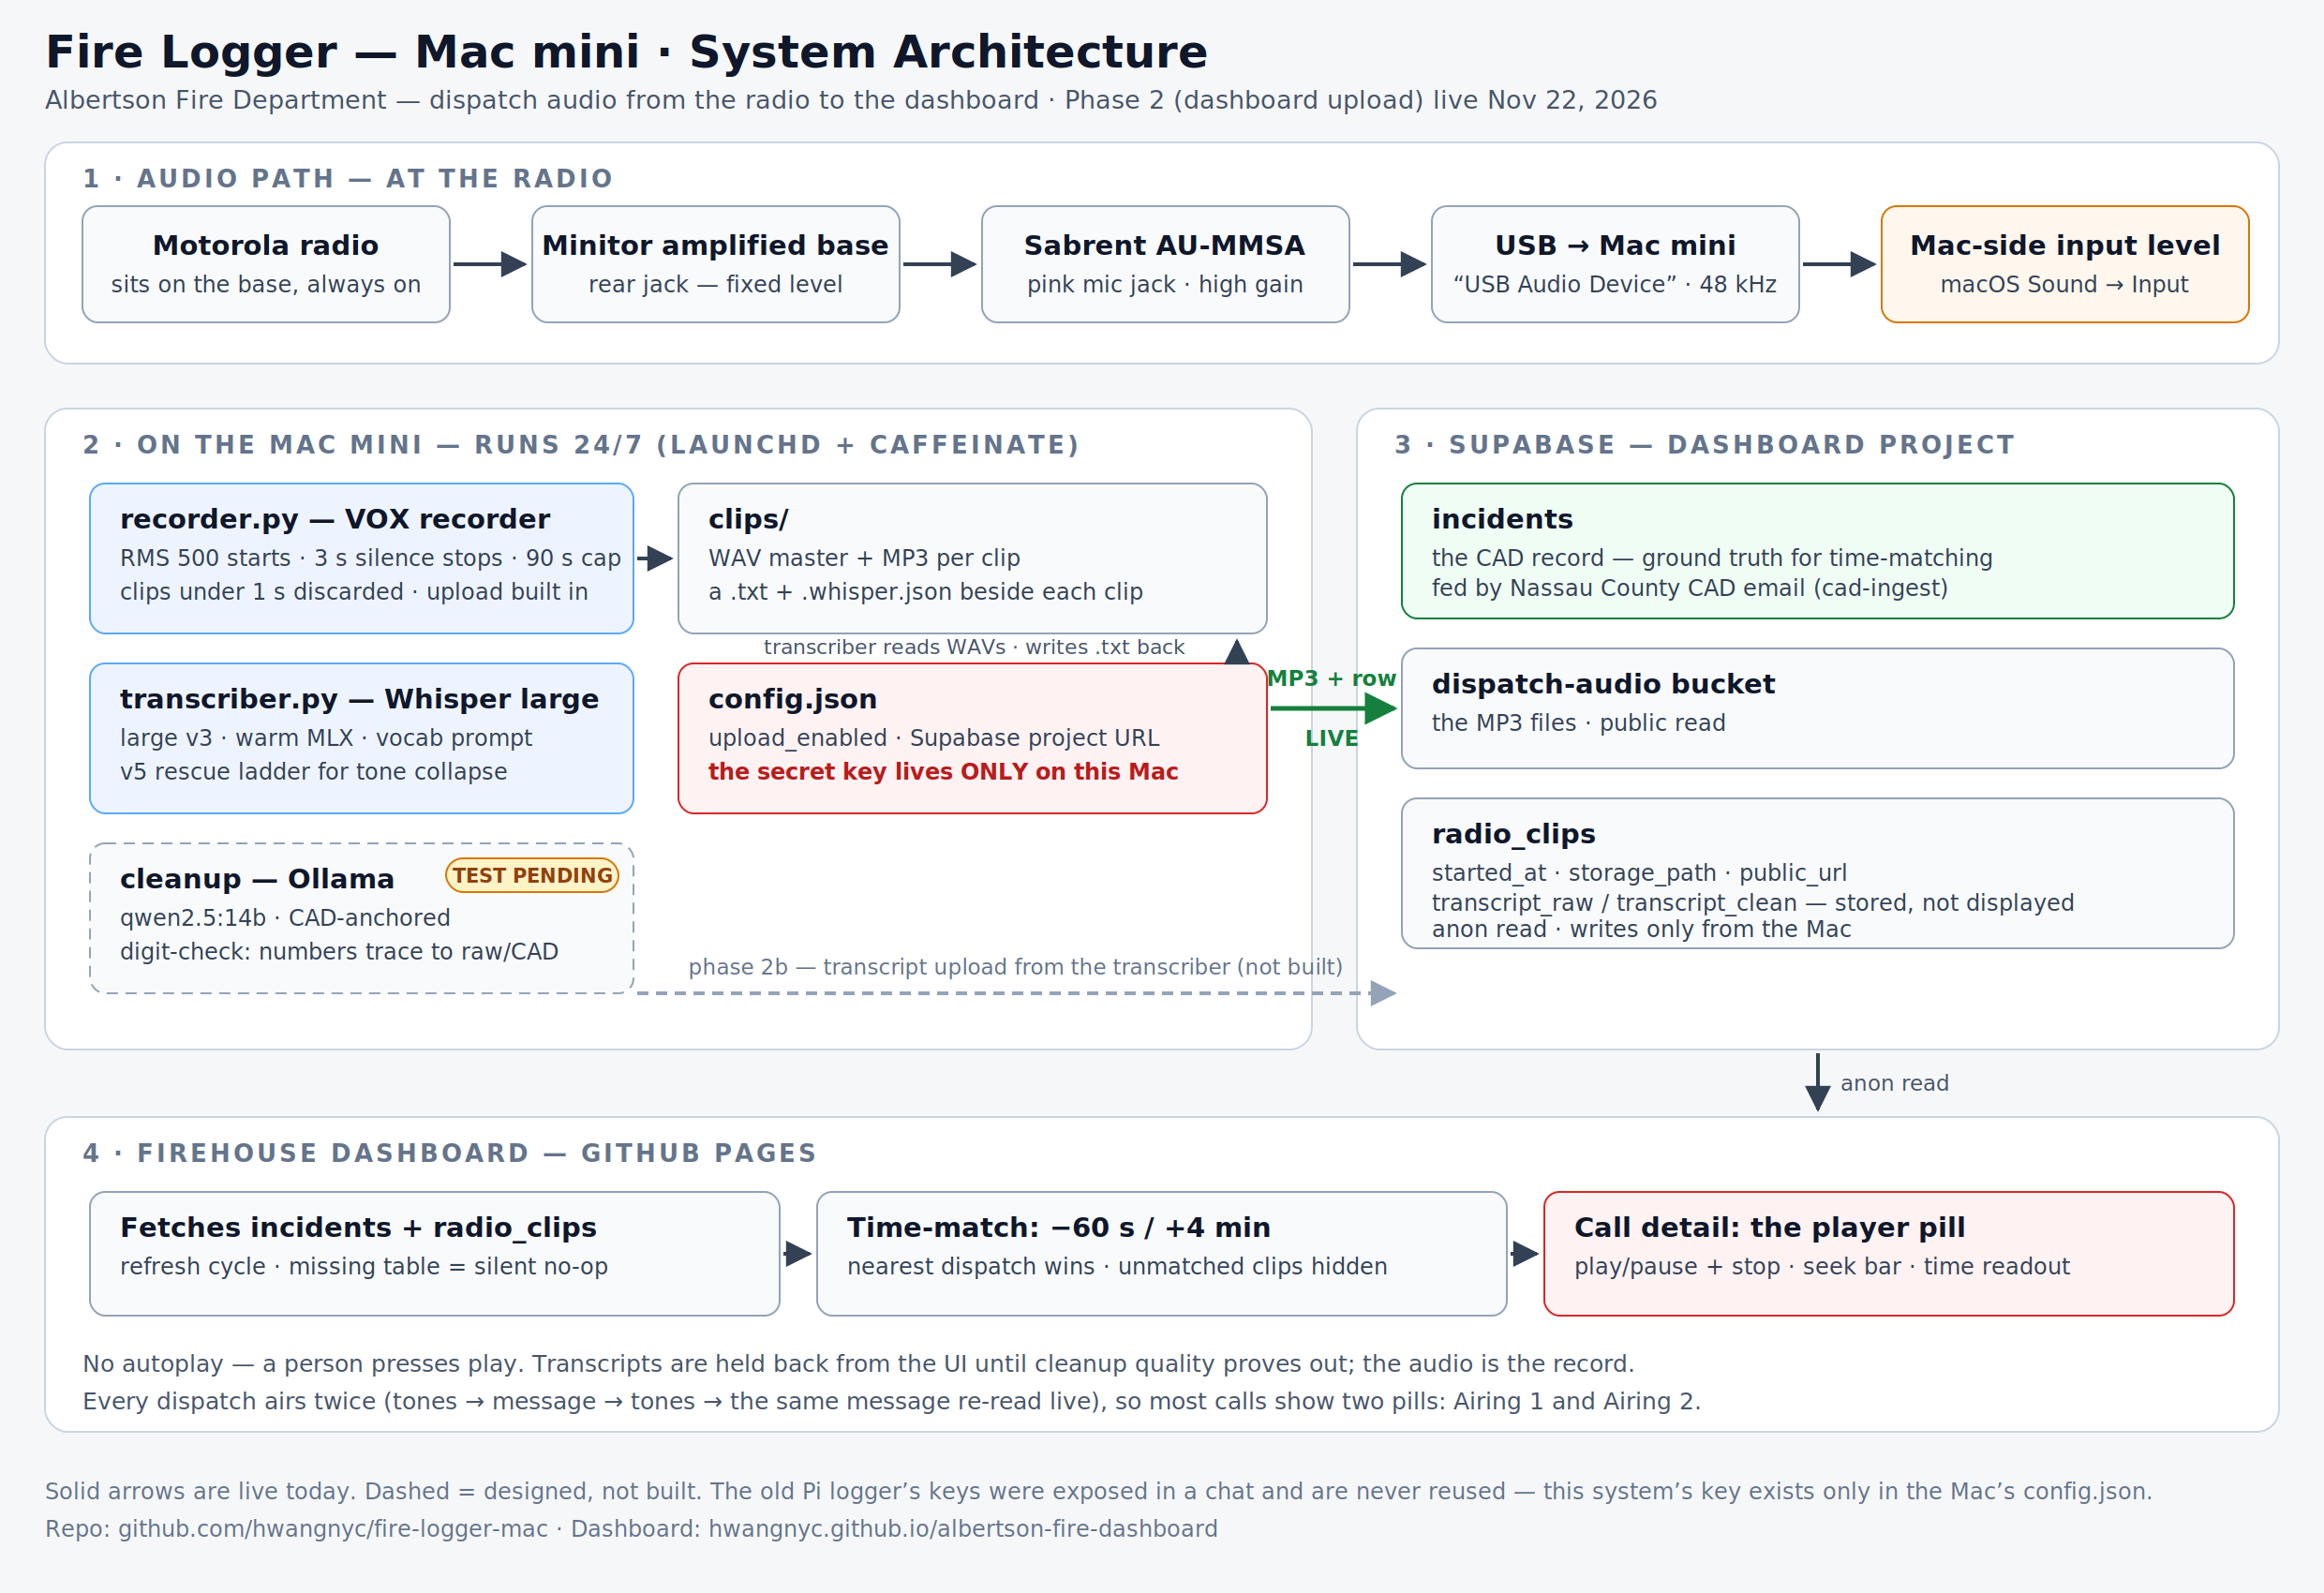 Fire Logger — Mac mini · System Architecture
Albertson Fire Department — dispatch audio from the radio to the dashboard · Phase 2 (dashboard upload) live Nov 22, 2026
1 · AUDIO PATH — AT THE RADIO
Motorola radio
sits on the base, always on
Minitor amplified base
rear jack — fixed level
Sabrent AU-MMSA
pink mic jack · high gain
USB → Mac mini
“USB Audio Device” · 48 kHz
Mac-side input level
macOS Sound → Input
2 · ON THE MAC MINI — RUNS 24/7 (LAUNCHD + CAFFEINATE)
recorder.py — VOX recorder
RMS 500 starts · 3 s silence stops · 90 s cap
clips under 1 s discarded · upload built in
clips/
WAV master + MP3 per clip
a .txt + .whisper.json beside each clip
transcriber reads WAVs · writes .txt back
transcriber.py — Whisper large
large v3 · warm MLX · vocab prompt
v5 rescue ladder for tone collapse
config.json
upload_enabled · Supabase project URL
the secret key lives ONLY on this Mac
MP3 + row
LIVE
cleanup — Ollama
TEST PENDING
qwen2.5:14b · CAD-anchored
digit-check: numbers trace to raw/CAD
phase 2b — transcript upload from the transcriber (not built)
3 · SUPABASE — DASHBOARD PROJECT
incidents
the CAD record — ground truth for time-matching
fed by Nassau County CAD email (cad-ingest)
dispatch-audio bucket
the MP3 files · public read
radio_clips
started_at · storage_path · public_url
transcript_raw / transcript_clean — stored, not displayed
anon read · writes only from the Mac
anon read
4 · FIREHOUSE DASHBOARD — GITHUB PAGES
Fetches incidents + radio_clips
refresh cycle · missing table = silent no-op
Time-match: −60 s / +4 min
nearest dispatch wins · unmatched clips hidden
Call detail: the player pill
play/pause + stop · seek bar · time readout
No autoplay — a person presses play. Transcripts are held back from the UI until cleanup quality proves out; the audio is the record.
Every dispatch airs twice (tones → message → tones → the same message re-read live), so most calls show two pills: Airing 1 and Airing 2.
Solid arrows are live today. Dashed = designed, not built. The old Pi logger’s keys were exposed in a chat and are never reused — this system’s key exists only in the Mac’s config.json.
Repo: github.com/hwangnyc/fire-logger-mac · Dashboard: hwangnyc.github.io/albertson-fire-dashboard